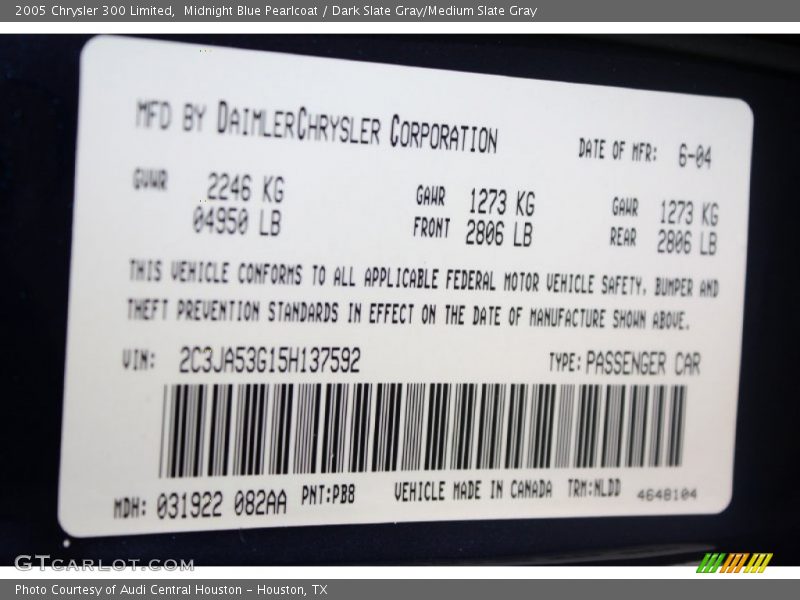 2005 Chrysler 300 Limited,  Midnight Blue Pearlcoat / Dark Slate Gray/Medium Slate Gray
MFD BY DAIMLERCHRYSLER CORPORATION
DATE OF MFR: 6-04
GVWR 2246 KG
04950 LB
GAWR 1273 KG
FRONT 2806 LB
GAWR 1273 KG
REAR 2806 LB
THIS VEHICLE CONFORMS TO ALL APPLICABLE FEDERAL MOTOR VEHICLE SAFETY, BUMPER AND
THEFT PREVENTION STANDARDS IN EFFECT ON THE DATE OF MANUFACTURE SHOWN ABOVE.
VIN: 2C3JA53G15H137592 TYPE: PASSENGER CAR
MDH: 031922 082AA PNT:PB8 VEHICLE MADE IN CANADA TRM:NLDD 4648104
GTCARLOT.COM
Photo Courtesy of Audi Central Houston - Houston, TX